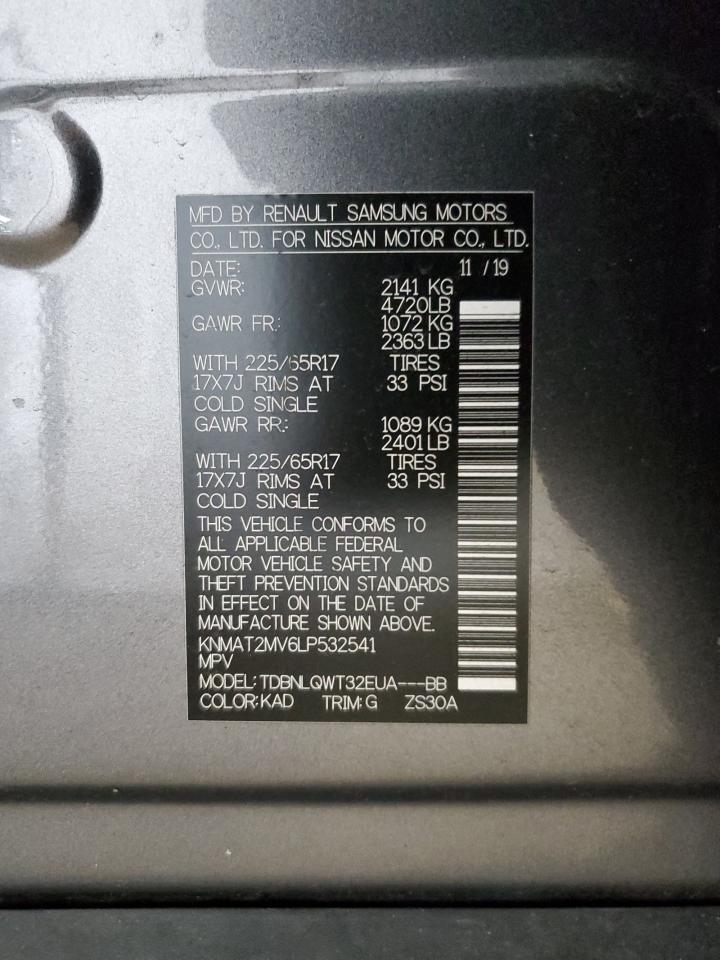 MFD BY RENAULT SAMSUNG MOTORS
CO., LTD. FOR NISSAN MOTOR CO., LTD.
DATE: 11 / 19
GVWR: 2141 KG
4720LB
GAWR FR.: 1072 KG
2363 LB
WITH 225/65R17 TIRES
17X7J RIMS AT 33 PSI
COLD SINGLE
GAWR RR.: 1089 KG
2401 LB
WITH 225/65R17 TIRES
17X7J RIMS AT 33 PSI
COLD SINGLE
THIS VEHICLE CONFORMS TO
ALL APPLICABLE FEDERAL
MOTOR VEHICLE SAFETY AND
THEFT PREVENTION STANDARDS
IN EFFECT ON THE DATE OF
MANUFACTURE SHOWN ABOVE.
KNMAT2MV6LP532541
MPV
MODEL: TDBNLQWT32EUA---BB
COLOR: KAD TRIM: G ZS30A